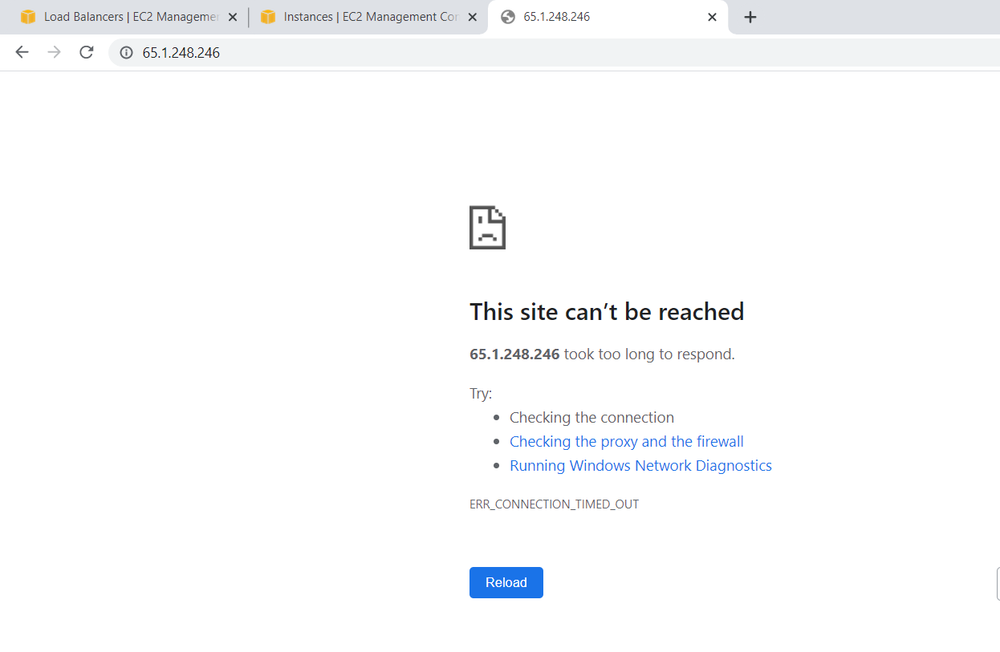 Load Balancers | EC2 Manageme
Instances | EC2 Management Con
65.1.248.246
65.1.248.246
This site can’t be reached
65.1.248.246 took too long to respond.
Try:
Checking the connection
Checking the proxy and the firewall
Running Windows Network Diagnostics
ERR_CONNECTION_TIMED_OUT
Reload